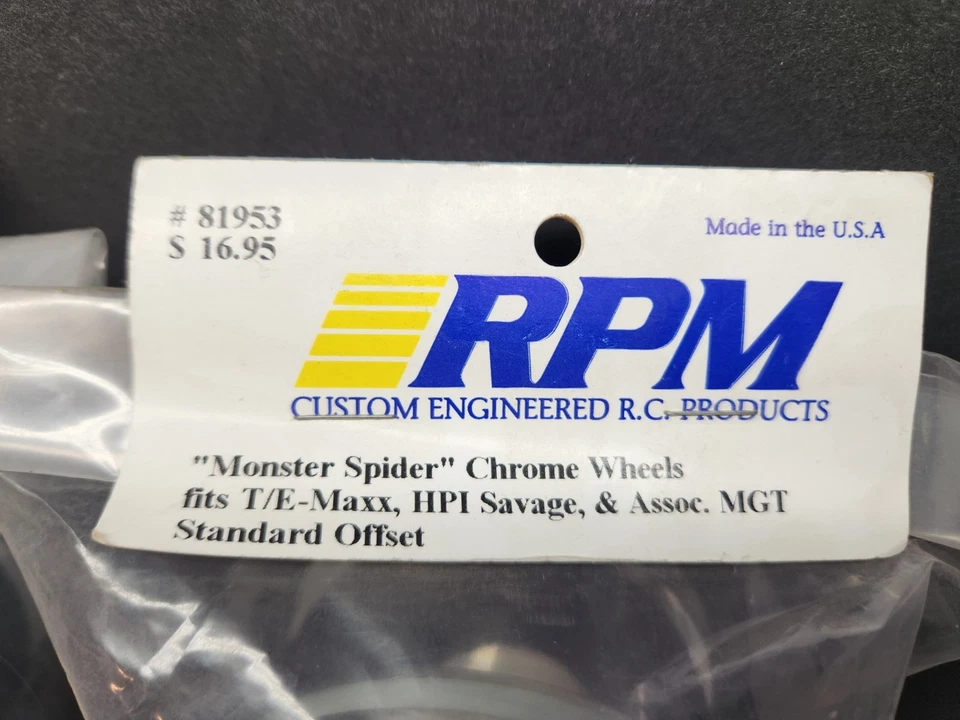 # 81953
$ 16.95
Made in the U.S.A
RPM
CUSTOM ENGINEERED R.C. PRODUCTS
"Monster Spider" Chrome Wheels
fits T/E-Maxx, HPI Savage, & Assoc. MGT
Standard Offset